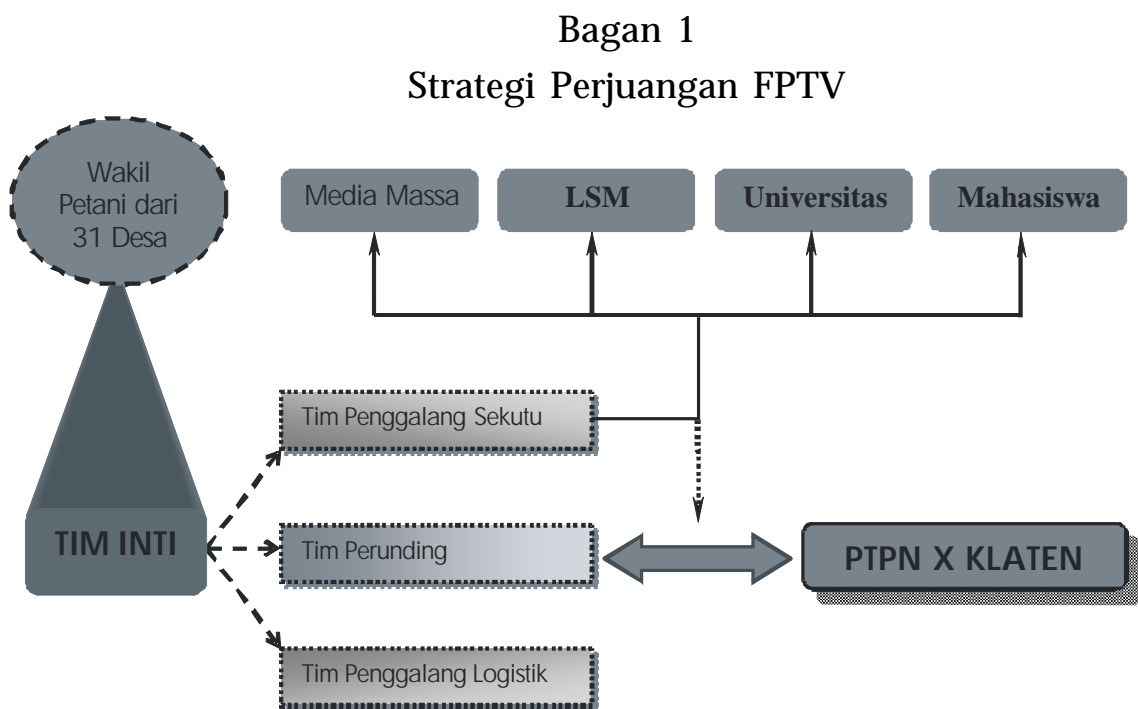 Bagan 1
Strategi Perjuangan FPTV
Wakil
Petani dari
31 Desa
Media Massa
LSM
Universitas
Mahasiswa
Tim Penggalang Sekutu
TIM INTI
Tim Perunding
PTPN X KLATEN
Tim Penggalang Logistik